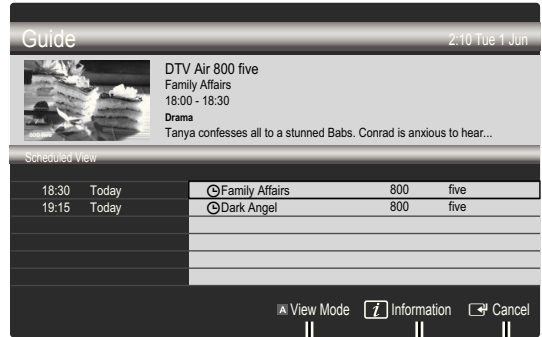 Guide 2:10 Tue 1 Jun
DTV Air 800 five
Family Affairs
18:00 - 18:30
Drama
Tanya confesses all to a stunned Babs. Conrad is anxious to hear...
800 five
Scheduled View
18:30 Today Family Affairs 800 five
19:15 Today Dark Angel 800 five
A View Mode i Information Cancel